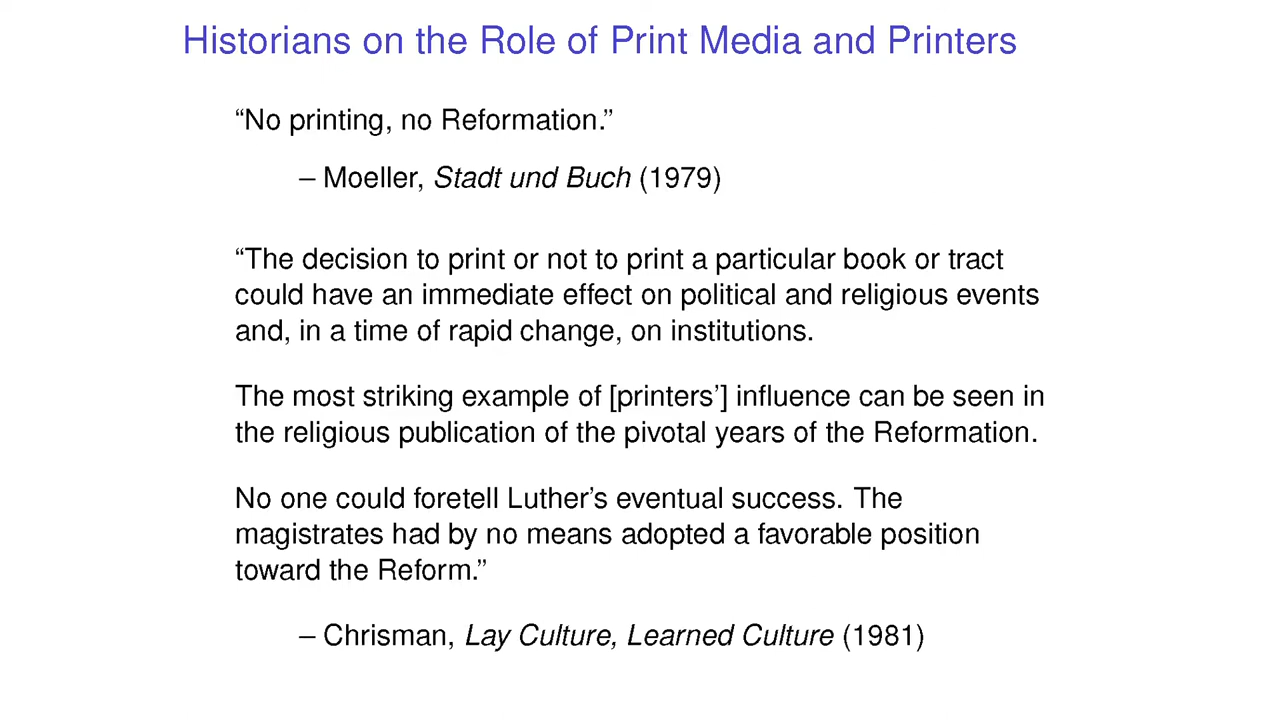 Historians on the Role of Print Media and Printers
“No printing, no Reformation.”
– Moeller, Stadt und Buch (1979)
“The decision to print or not to print a particular book or tract
could have an immediate effect on political and religious events
and, in a time of rapid change, on institutions.
The most striking example of [printers’] influence can be seen in
the religious publication of the pivotal years of the Reformation.
No one could foretell Luther’s eventual success. The
magistrates had by no means adopted a favorable position
toward the Reform.”
– Chrisman, Lay Culture, Learned Culture (1981)